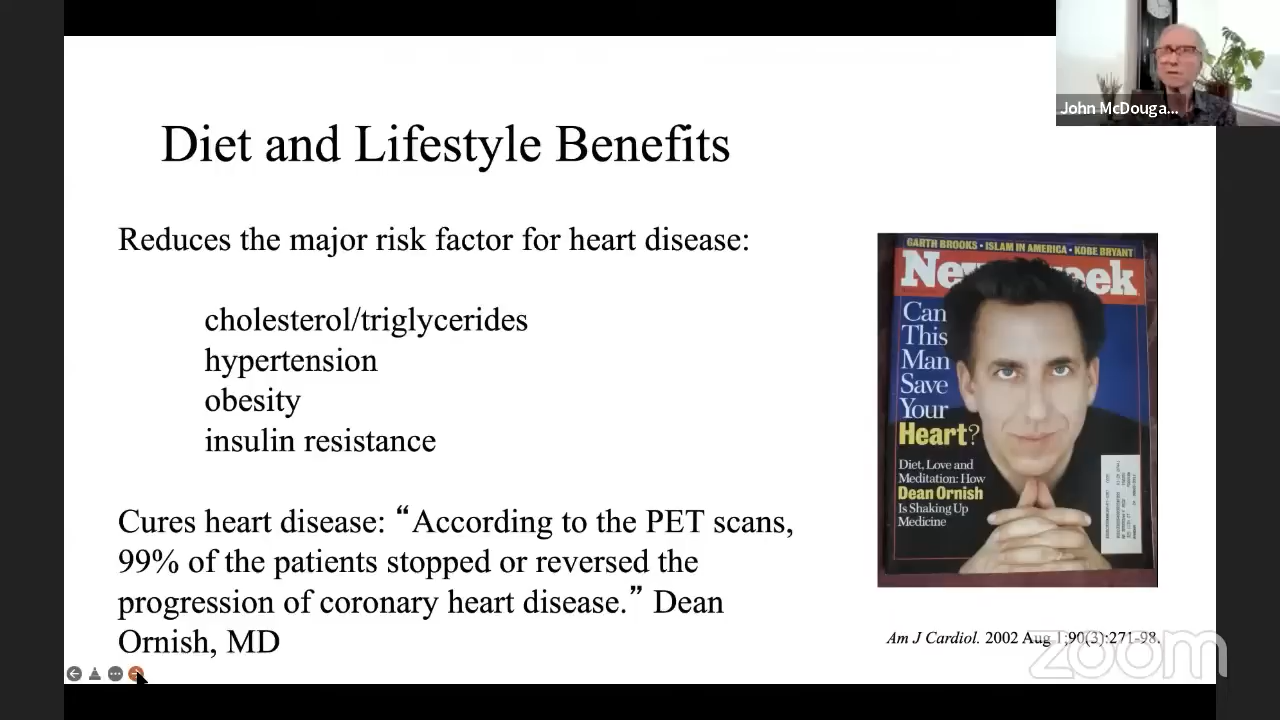 John McDouga...
Diet and Lifestyle Benefits
Reduces the major risk factor for heart disease:
cholesterol/triglycerides
hypertension
obesity
insulin resistance
Cures heart disease: “According to the PET scans,
99% of the patients stopped or reversed the
progression of coronary heart disease.” Dean
Ornish, MD
GARTH BROOKS • ISLAM IN AMERICA • KOBE BRYANT
New eek
Can
This
Man
Save
Your
Heart?
Diet, Love and
Meditation: How
Dean Ornish
Is Shaking Up
Medicine
Am J Cardiol. 2002 Aug 1;90(3):271-98.
zoom